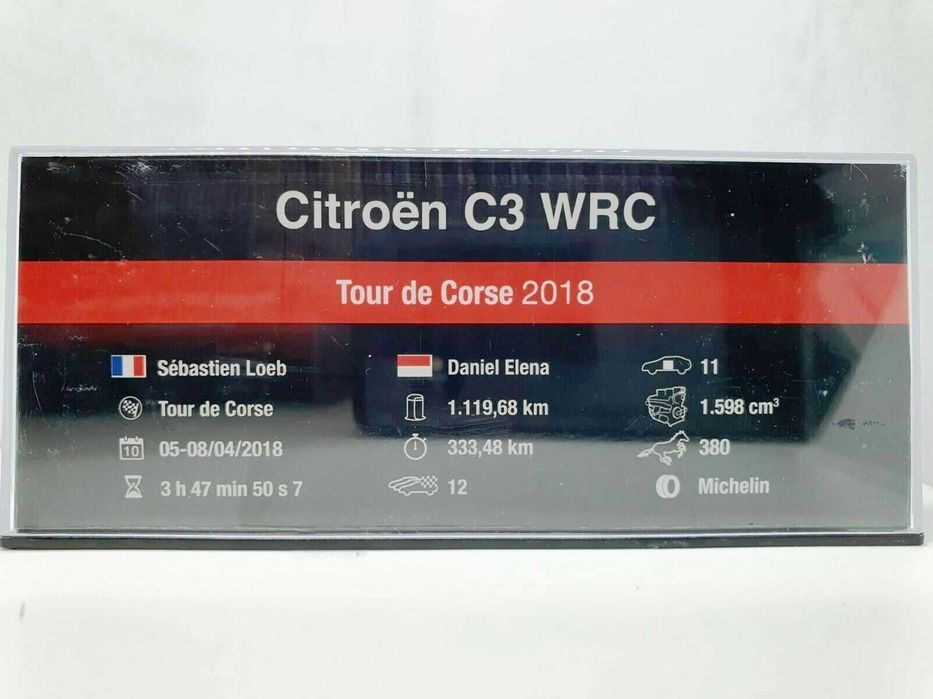 Citroën C3 WRC
Tour de Corse 2018
Sébastien Loeb Daniel Elena 11
Tour de Corse 1.119,68 km 1.598 cm³
10 05-08/04/2018 333,48 km 380
3 h 47 min 50 s 7 12 Michelin